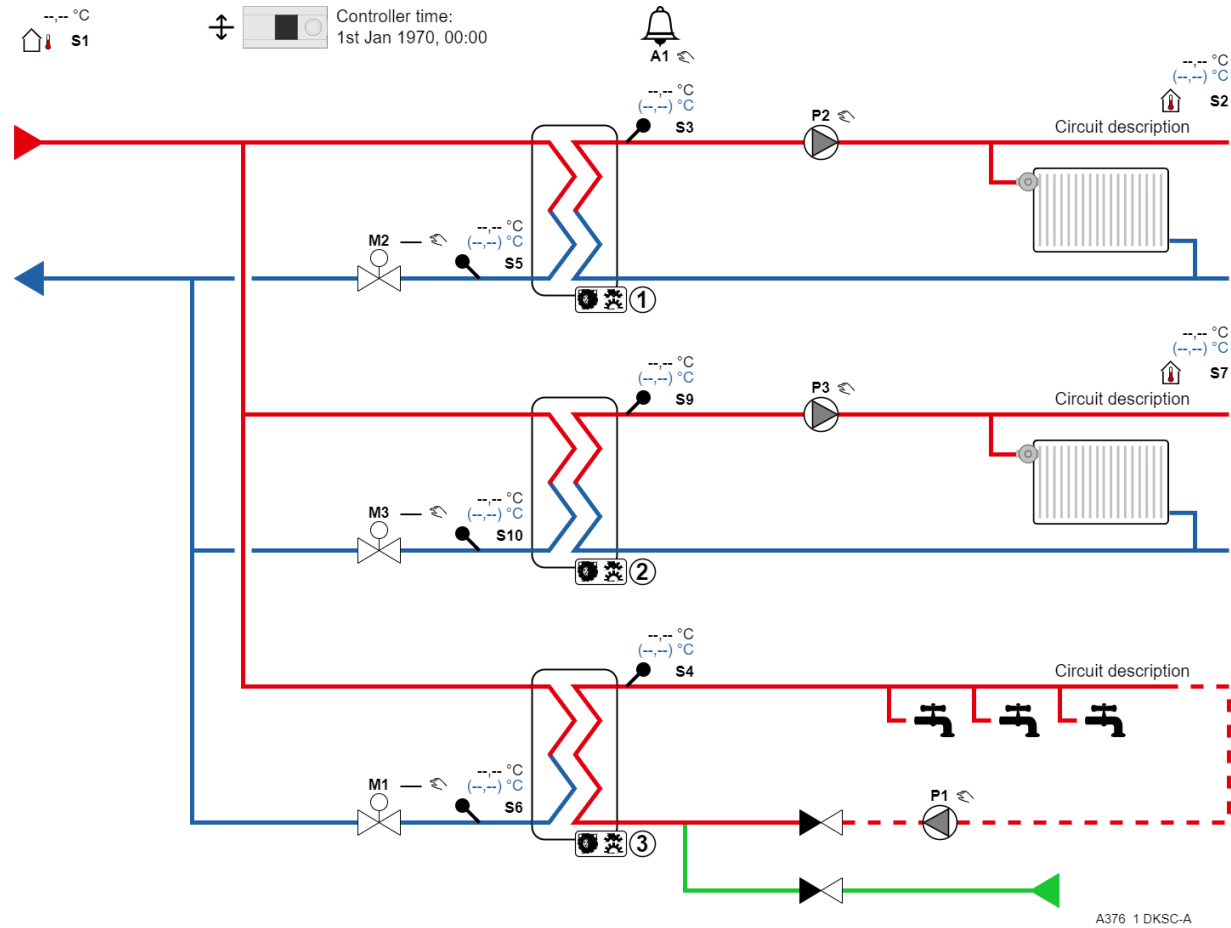 --,-- °C
S1
Controller time:
1st Jan 1970, 00:00
A1
--,-- °C
(--,--) °C
S2
--,-- °C
(--,--) °C
S3
P2
Circuit description
M2 —
--,-- °C
(--,--) °C
S5
1
--,-- °C
(--,--) °C
S7
--,-- °C
(--,--) °C
S9
P3
Circuit description
M3 —
--,-- °C
(--,--) °C
S10
2
--,-- °C
(--,--) °C
S4
Circuit description
M1 —
--,-- °C
(--,--) °C
S6
P1
3
A376 1 DKSC-A